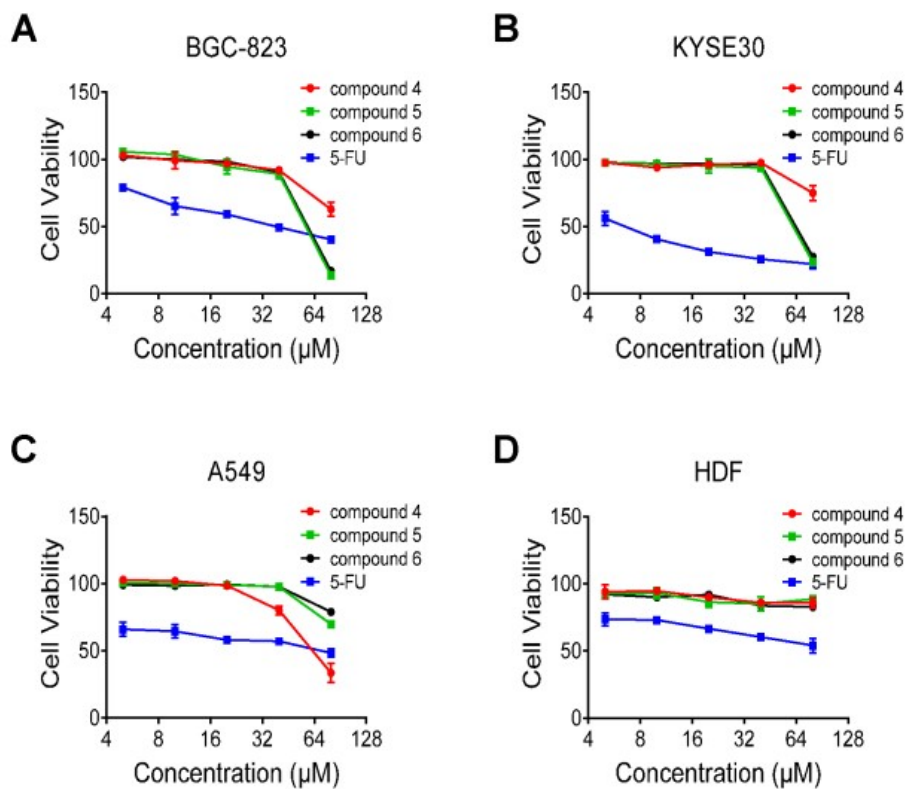 A
BGC-823
150
100
50
0
Cell Vability
compound 4
compound 5
compound 6
5-FU
4 8 16 32 64 128
Concentration (µM)
B
KYSE30
150
100
50
0
Cell Viability
compound 4
compound 5
compound 6
5-FU
4 8 16 32 64 128
Concentration (µM)
C
A549
150
100
50
0
Cell Viability
compound 4
compound 5
compound 6
5-FU
4 8 16 32 64 128
Concentration (µM)
D
HDF
150
100
50
0
Cell Viability
compound 4
compound 5
compound 6
5-FU
4 8 16 32 64 128
Concentration (µM)